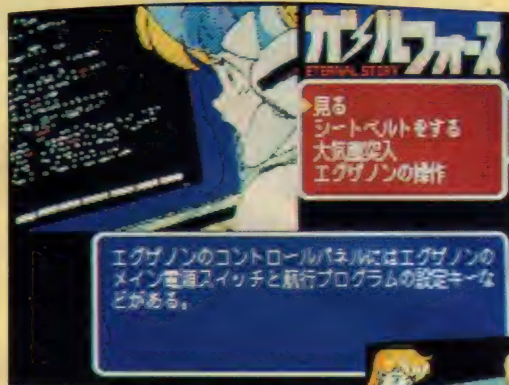 ガルフォース
ETERNAL STORY
見る
シートベルトをする
大気圏突入
エグザノンの操作
エグザノンのコントロールパネルにはエグザノンの
メイン電源スイッチと航行プログラムの設定キーな
どがある。